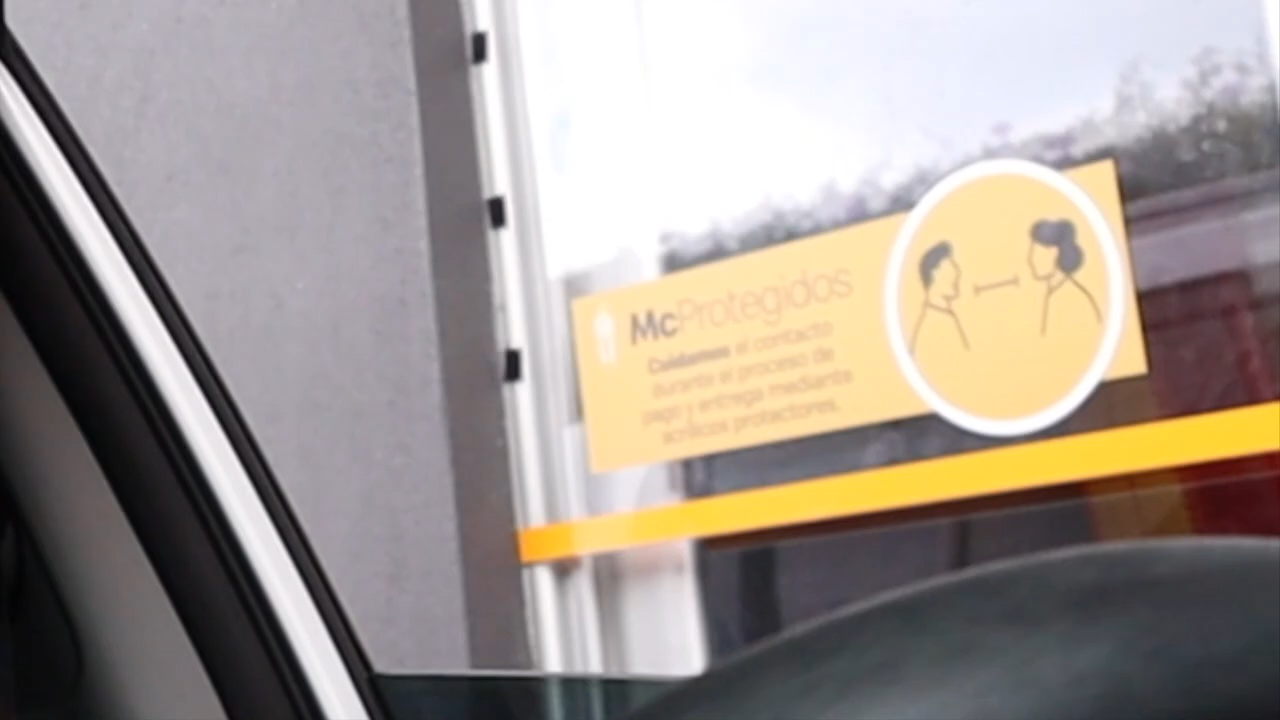 McProtegidos
Cuidamos el contacto
durante el proceso de
pago y entrega mediante
acrílicos protectores.